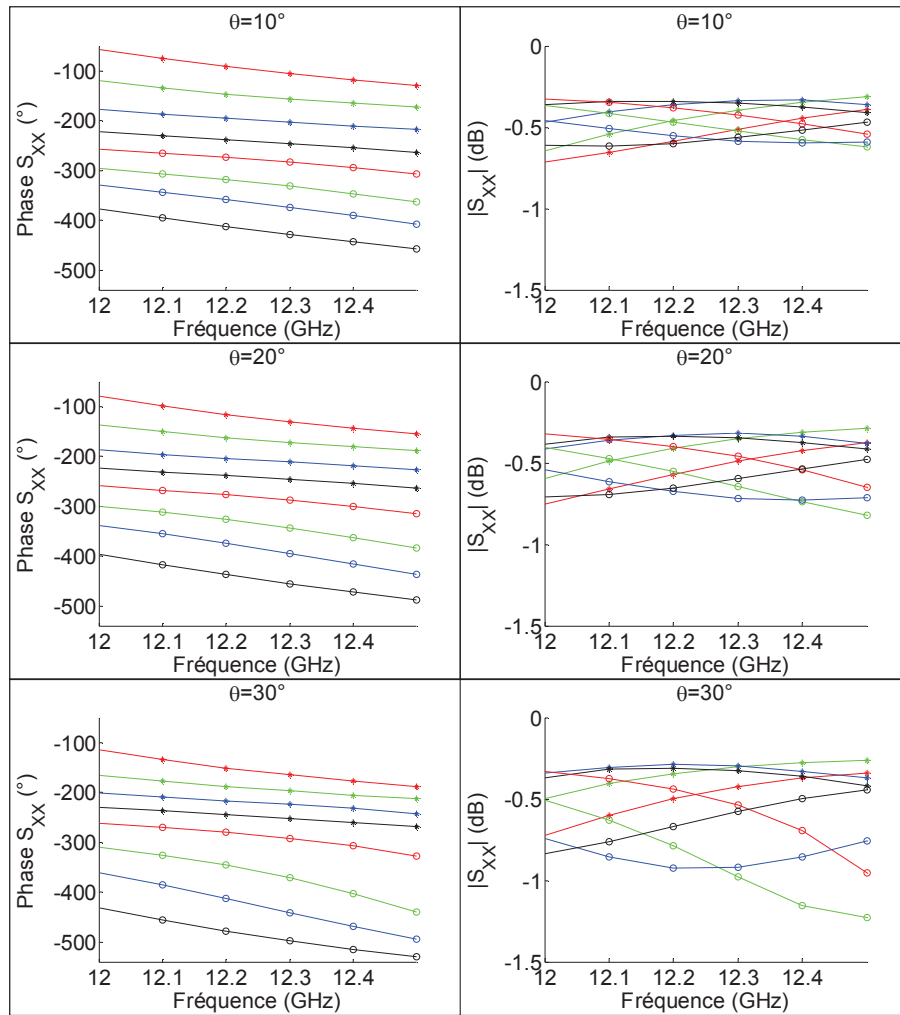 θ=10°
Phase S_XX (°)
-100
-200
-300
-400
-500
12 12.1 12.2 12.3 12.4
Fréquence (GHz)
θ=10°
|S_XX| (dB)
0
-0.5
-1
-1.5
12 12.1 12.2 12.3 12.4
Fréquence (GHz)
θ=20°
Phase S_XX (°)
-100
-200
-300
-400
-500
12 12.1 12.2 12.3 12.4
Fréquence (GHz)
θ=20°
|S_XX| (dB)
0
-0.5
-1
-1.5
12 12.1 12.2 12.3 12.4
Fréquence (GHz)
θ=30°
Phase S_XX (°)
-100
-200
-300
-400
-500
12 12.1 12.2 12.3 12.4
Fréquence (GHz)
θ=30°
|S_XX| (dB)
0
-0.5
-1
-1.5
12 12.1 12.2 12.3 12.4
Fréquence (GHz)